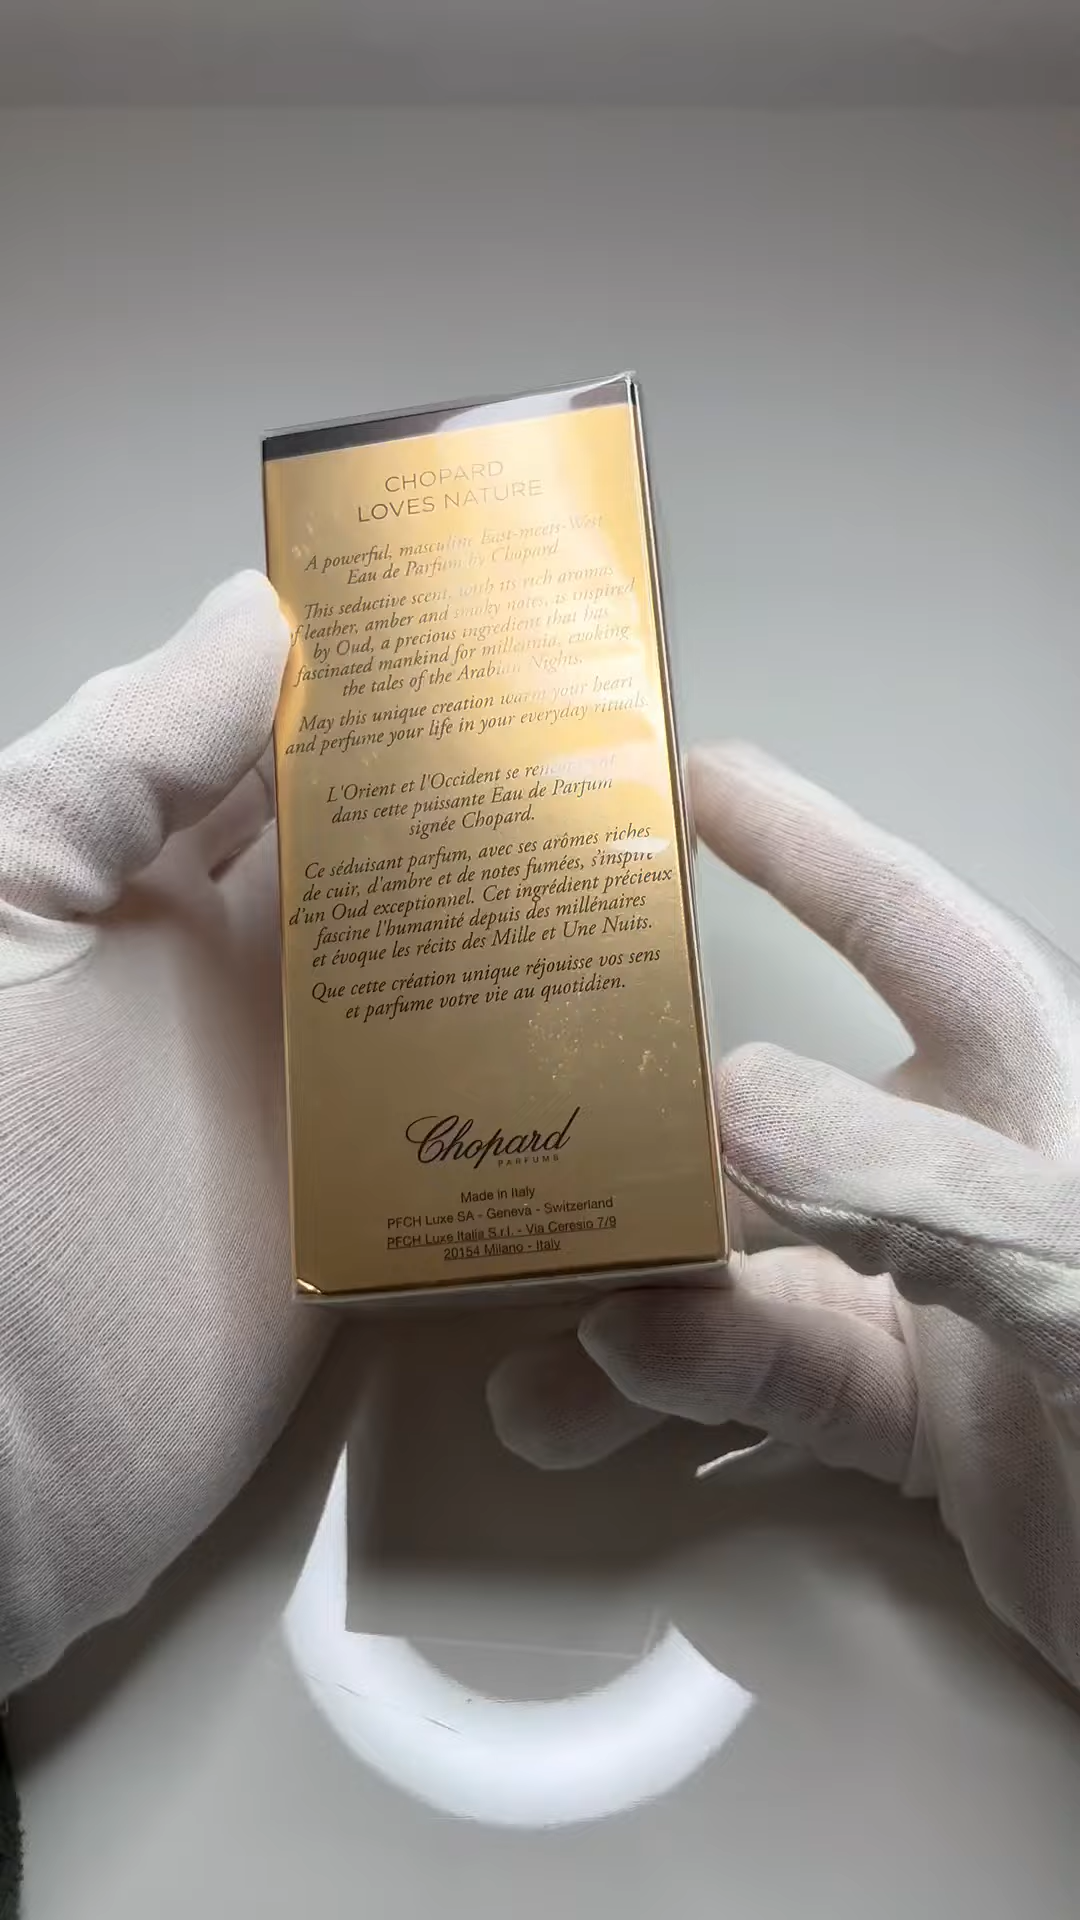 CHOPARD
LOVES NATURE
A powerful, masculine East-meets-West
Eau de Parfum by Chopard
This seductive scent, with its rich aromas
of leather, amber and smoky notes, is inspired
by Oud, a precious ingredient that has
fascinated mankind for millennia, evoking
the tales of the Arabian Nights.
May this unique creation warm your heart
and perfume your life in your everyday rituals.
L'Orient et l'Occident se rencontrent
dans cette puissante Eau de Parfum
signée Chopard.
Ce séduisant parfum, avec ses arômes riches
de cuir, d'ambre et de notes fumées, s'inspire
d'un Oud exceptionnel. Cet ingrédient précieux
fascine l'humanité depuis des millénaires
et évoque les récits des Mille et Une Nuits.
Que cette création unique réjouisse vos sens
et parfume votre vie au quotidien.
Chopard
PARFUMS
Made in Italy
PFCH Luxe SA - Geneva - Switzerland
PFCH Luxe Italia S.r.l. - Via Ceresio 7/9
20154 Milano - Italy